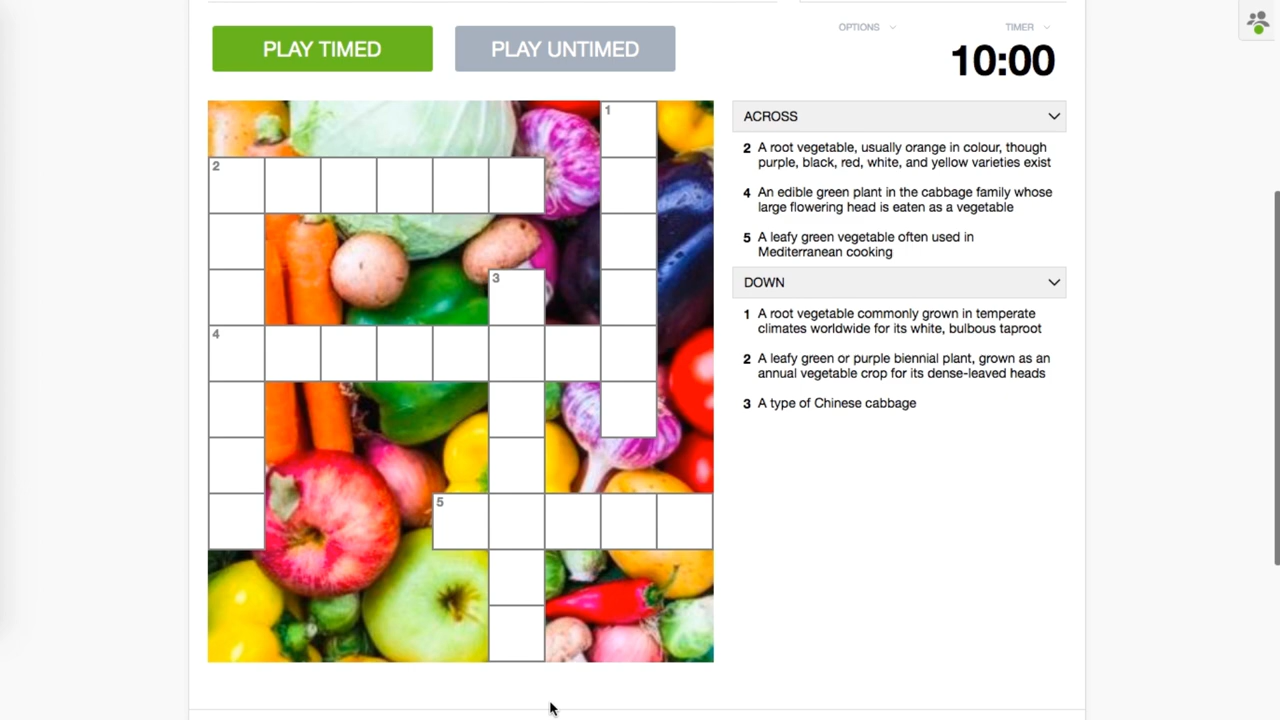 PLAY TIMED
PLAY UNTIMED
OPTIONS
TIMER
10:00
1
2
3
4
5
ACROSS
2 A root vegetable, usually orange in colour, though
purple, black, red, white, and yellow varieties exist
4 An edible green plant in the cabbage family whose
large flowering head is eaten as a vegetable
5 A leafy green vegetable often used in
Mediterranean cooking
DOWN
1 A root vegetable commonly grown in temperate
climates worldwide for its white, bulbous taproot
2 A leafy green or purple biennial plant, grown as an
annual vegetable crop for its dense-leaved heads
3 A type of Chinese cabbage